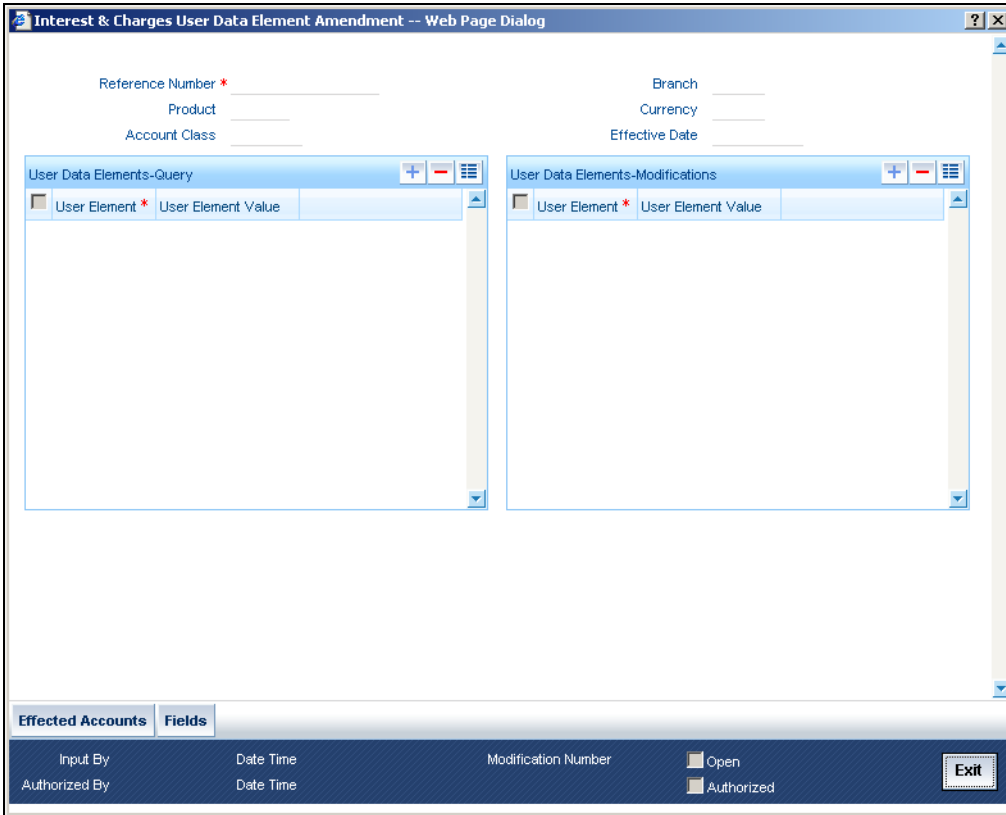 Interest & Charges User Data Element Amendment -- Web Page Dialog
Reference Number *
Branch
Product
Currency
Account Class
Effective Date
User Data Elements-Query
User Element * User Element Value
User Data Elements-Modifications
User Element * User Element Value
Effected Accounts Fields
Input By Date Time Modification Number Open
Authorized By Date Time Authorized
Exit